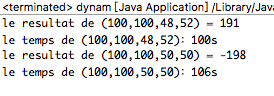 <terminated> dynam [Java Application] /Library/Java
le resultat de (100,100,48,52) = 191
le temps de (100,100,48,52): 100s
le resultat de (100,100,50,50) = -198
le temps de (100,100,50,50): 106s